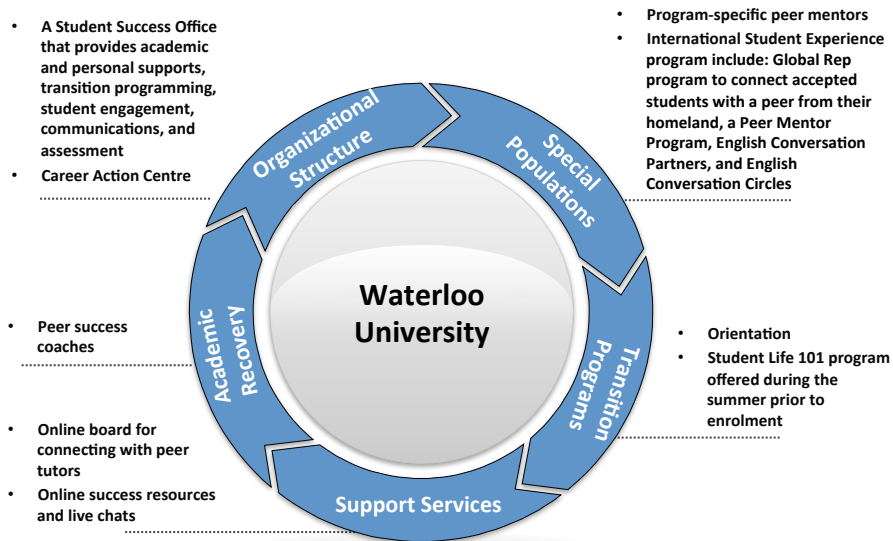 • A Student Success Office
that provides academic
and personal supports,
transition programming,
student engagement,
communications, and
assessment
• Career Action Centre
• Program-specific peer mentors
• International Student Experience
program include: Global Rep
program to connect accepted
students with a peer from their
homeland, a Peer Mentor
Program, English Conversation
Partners, and English
Conversation Circles
Organizational
Structure
Special
Populations
Waterloo
University
Academic
Recovery
Transition
Programs
• Peer success
coaches
• Orientation
• Student Life 101 program
offered during the
summer prior to
enrolment
• Online board for
connecting with peer
tutors
• Online success resources
and live chats
Support Services